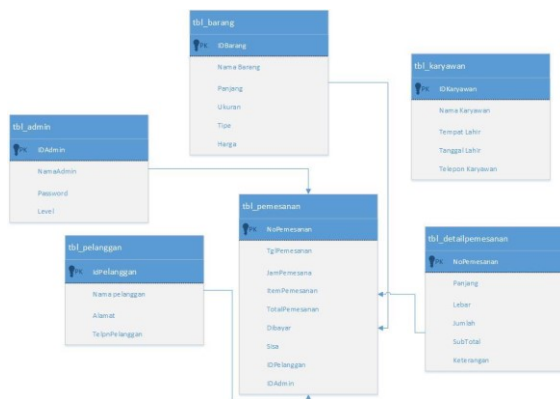 tbl_barang
PK IDBarang
Nama Barang
Panjang
Ukuran
Tipe
Harga
tbl_karyawan
PK IDKaryawan
Nama Karyawan
Tempat Lahir
Tanggal Lahir
Telepon Karyawan
tbl_admin
PK IDAdmin
NamaAdmin
Password
Level
tbl_pemesanan
PK NoPemesanan
TglPemesanan
JamPemesana
ItemPemesanan
TotalPemesanan
Dibayar
Sisa
IDPelanggan
IDAdmin
tbl_pelanggan
PK IdPelanggan
Nama pelanggan
Alamat
TelpnPelanggan
tbl_detailpemesanan
PK NoPemesanan
Panjang
Lebar
Jumlah
SubTotal
Keterangan